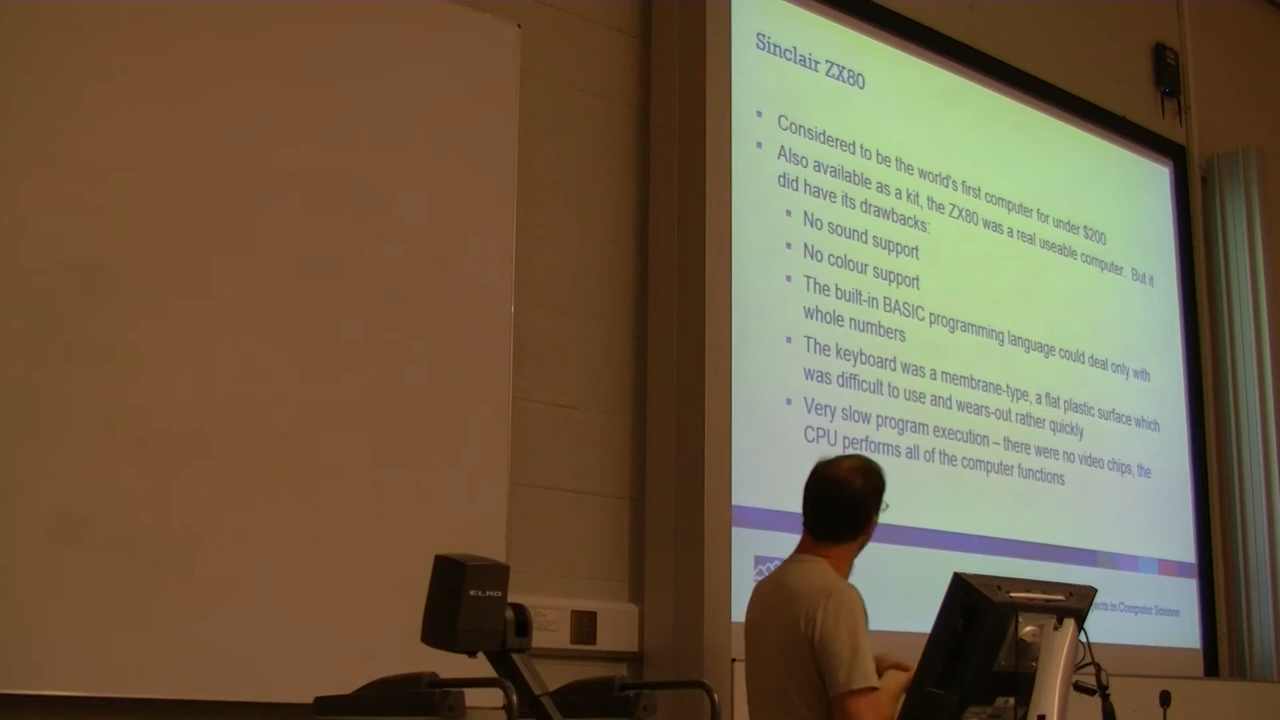 Sinclair ZX80
Considered to be the world's first computer for under $200
Also available as a kit, the ZX80 was a real useable computer. But it
did have its drawbacks:
No sound support
No colour support
The built-in BASIC programming language could deal only with
whole numbers
The keyboard was a membrane-type, a flat plastic surface which
was difficult to use and wears-out rather quickly
Very slow program execution – there were no video chips, the
CPU performs all of the computer functions
in Computer Science
ELMO